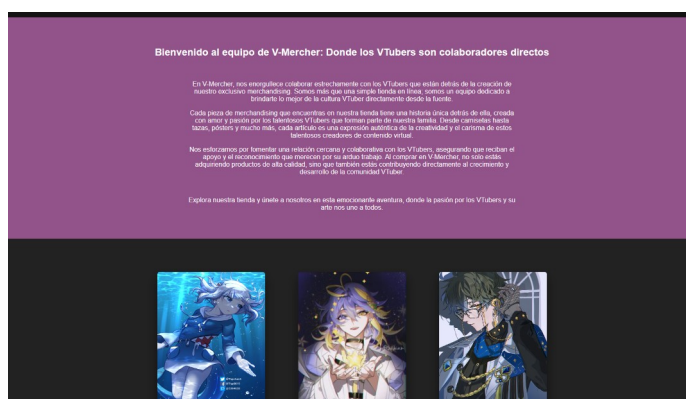 Bienvenido al equipo de V-Mercher: Donde los VTubers son colaboradores directos
En V-Mercher, nos enorgullece colaborar estrechamente con los VTubers que están detrás de la creación de
nuestro exclusivo merchandising. Somos más que una simple tienda en línea, somos un equipo dedicado a
brindarte lo mejor de la cultura VTuber directamente desde la fuente.
Cada pieza de merchandising que encuentras en nuestra tienda tiene una historia única detrás de ella, creada
con amor y pasión por los talentosos VTubers que forman parte de nuestra familia. Desde camisetas hasta
tazas, pósters y mucho más, cada artículo es una expresión auténtica de la creatividad y el carisma de estos
talentosos creadores de contenido virtual.
Nos esforzamos por fomentar una relación cercana y colaborativa con los VTubers, asegurando que reciban el
apoyo y el reconocimiento que merecen por su arduo trabajo. Al comprar en V-Mercher, no solo estás
adquiriendo productos de alta calidad, sino que también estás contribuyendo directamente al crecimiento y
desarrollo de la comunidad VTuber.
Explora nuestra tienda y únete a nosotros en esta emocionante aventura, donde la pasión por los VTubers y su
arte nos une a todos.